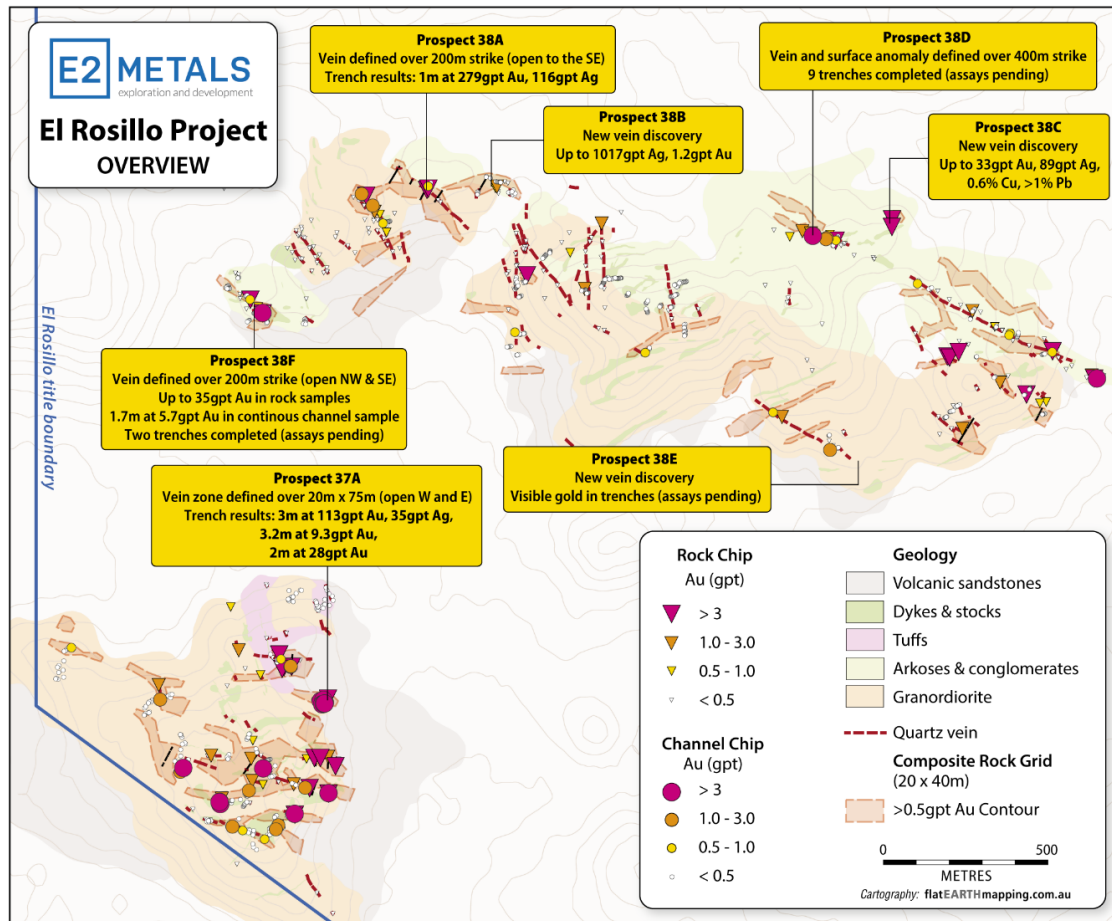 E2 METALS
exploration and development
El Rosillo Project
OVERVIEW
Prospect 38A
Vein defined over 200m strike (open to the SE)
Trench results: 1m at 279gpt Au, 116gpt Ag
Prospect 38B
New vein discovery
Up to 1017gpt Ag, 1.2gpt Au
Prospect 38D
Vein and surface anomaly defined over 400m strike
9 trenches completed (assays pending)
Prospect 38C
New vein discovery
Up to 33gpt Au, 89gpt Ag,
0.6% Cu, >1% Pb
El Rosillo title boundary
Prospect 38F
Vein defined over 200m strike (open NW & SE)
Up to 35gpt Au in rock samples
1.7m at 5.7gpt Au in continous channel sample
Two trenches completed (assays pending)
Prospect 37A
Vein zone defined over 20m x 75m (open W and E)
Trench results: 3m at 113gpt Au, 35gpt Ag,
3.2m at 9.3gpt Au,
2m at 28gpt Au
Prospect 38E
New vein discovery
Visible gold in trenches (assays pending)
Rock Chip
Au (gpt)
> 3
1.0 - 3.0
0.5 - 1.0
< 0.5
Channel Chip
Au (gpt)
> 3
1.0 - 3.0
0.5 - 1.0
< 0.5
Geology
Volcanic sandstones
Dykes & stocks
Tuffs
Arkoses & conglomerates
Granordiorite
Quartz vein
Composite Rock Grid
(20 x 40m)
>0.5gpt Au Contour
0 500
METRES
Cartography: flatEARTHmapping.com.au